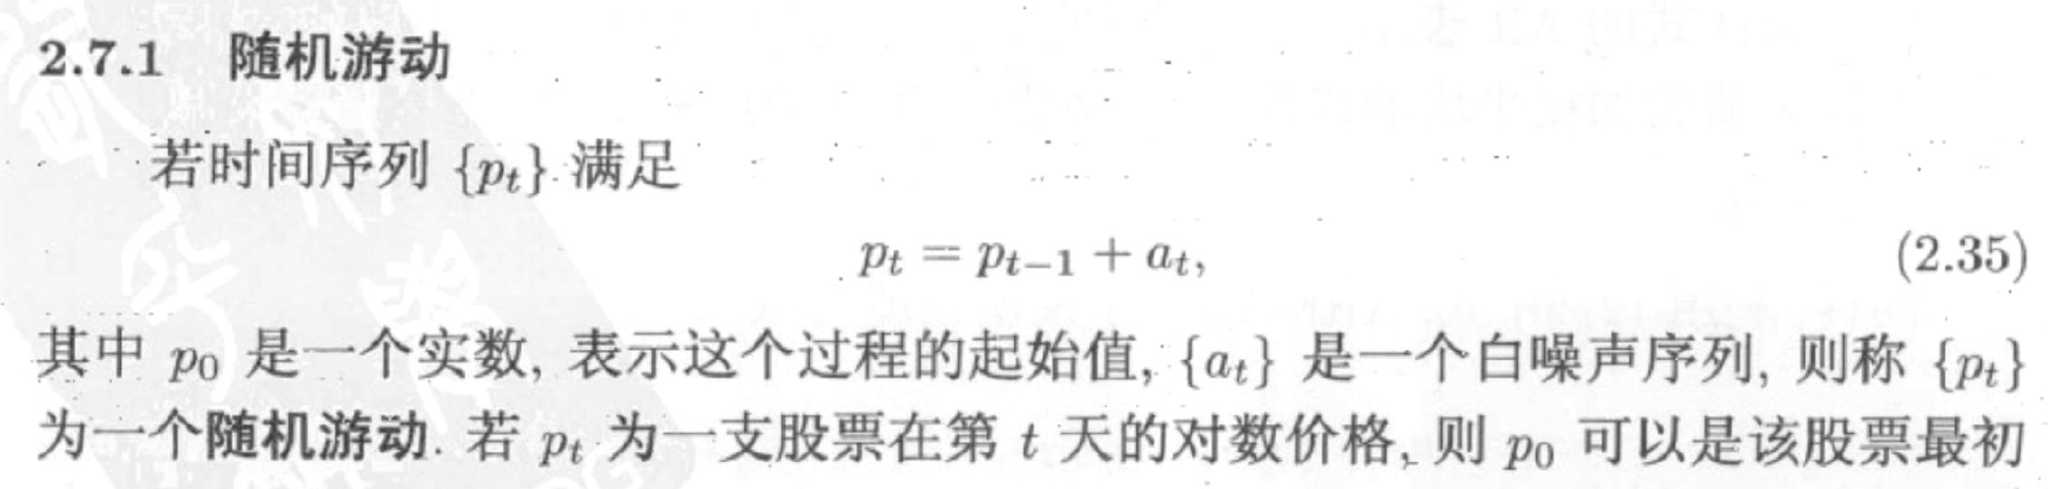 2.7.1 随机游动
若时间序列 {p_t} 满足
p_t = p_{t−1} + a_t, (2.35)
其中 p_0 是一个实数, 表示这个过程的起始值, {a_t} 是一个白噪声序列, 则称 {p_t}
为一个随机游动. 若 p_t 为一支股票在第 t 天的对数价格, 则 p_0 可以是该股票最初